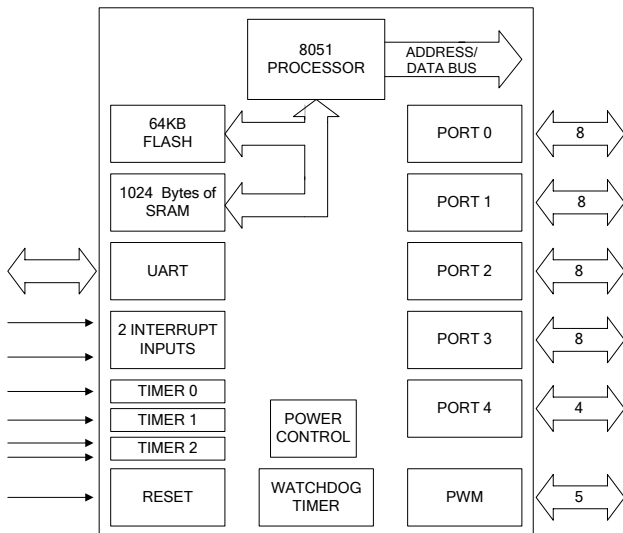 8051
PROCESSOR
ADDRESS/
DATA BUS
64KB
FLASH
PORT 0
8
1024 Bytes of
SRAM
PORT 1
8
UART
PORT 2
8
2 INTERRUPT
INPUTS
PORT 3
8
TIMER 0
TIMER 1
TIMER 2
POWER
CONTROL
PORT 4
4
RESET
WATCHDOG
TIMER
PWM
5